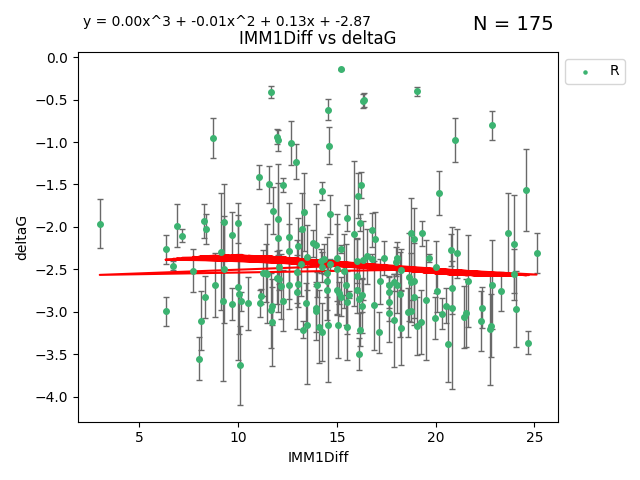 y = 0.00x^3 + -0.01x^2 + 0.13x + -2.87
N = 175
IMM1Diff vs deltaG
R
0.0
−0.5
−1.0
−1.5
−2.0
−2.5
−3.0
−3.5
−4.0
deltaG
5 10 15 20 25
IMM1Diff